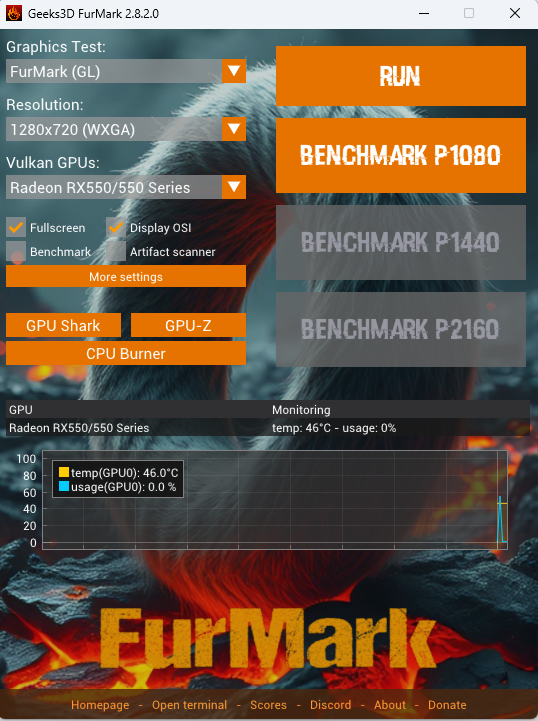 Geeks3D FurMark 2.8.2.0
Graphics Test:
FurMark (GL)
Resolution:
1280x720 (WXGA)
Vulkan GPUs:
Radeon RX550/550 Series
Fullscreen
Display OSI
Benchmark
Artifact scanner
More settings
GPU Shark
GPU-Z
CPU Burner
RUN
BENCHMARK P1080
BENCHMARK P1440
BENCHMARK P2160
GPU Monitoring
Radeon RX550/550 Series temp: 46°C - usage: 0%
100
80
60
40
20
0
temp(GPU0): 46.0°C
usage(GPU0): 0.0 %
FurMark
Homepage - Open terminal - Scores - Discord - About - Donate